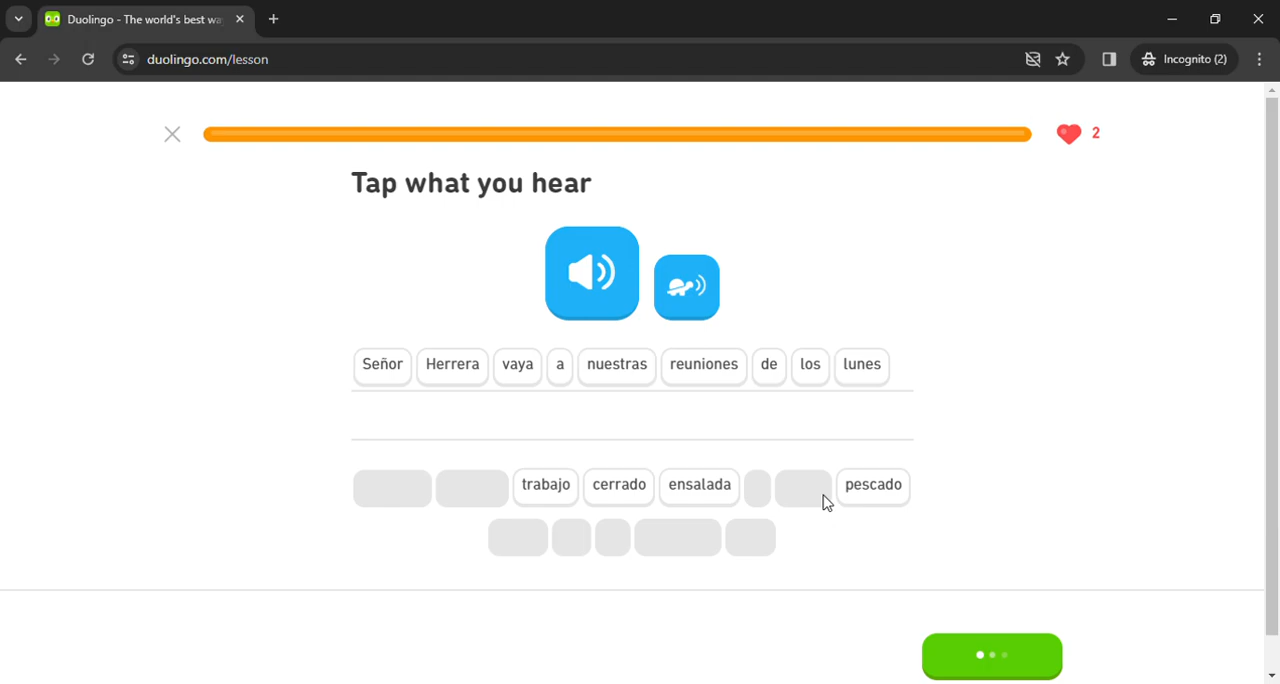 Duolingo - The world's best wa
duolingo.com/lesson
Incognito (2)
2
Tap what you hear
Señor Herrera vaya a nuestras reuniones de los lunes
trabajo cerrado ensalada pescado